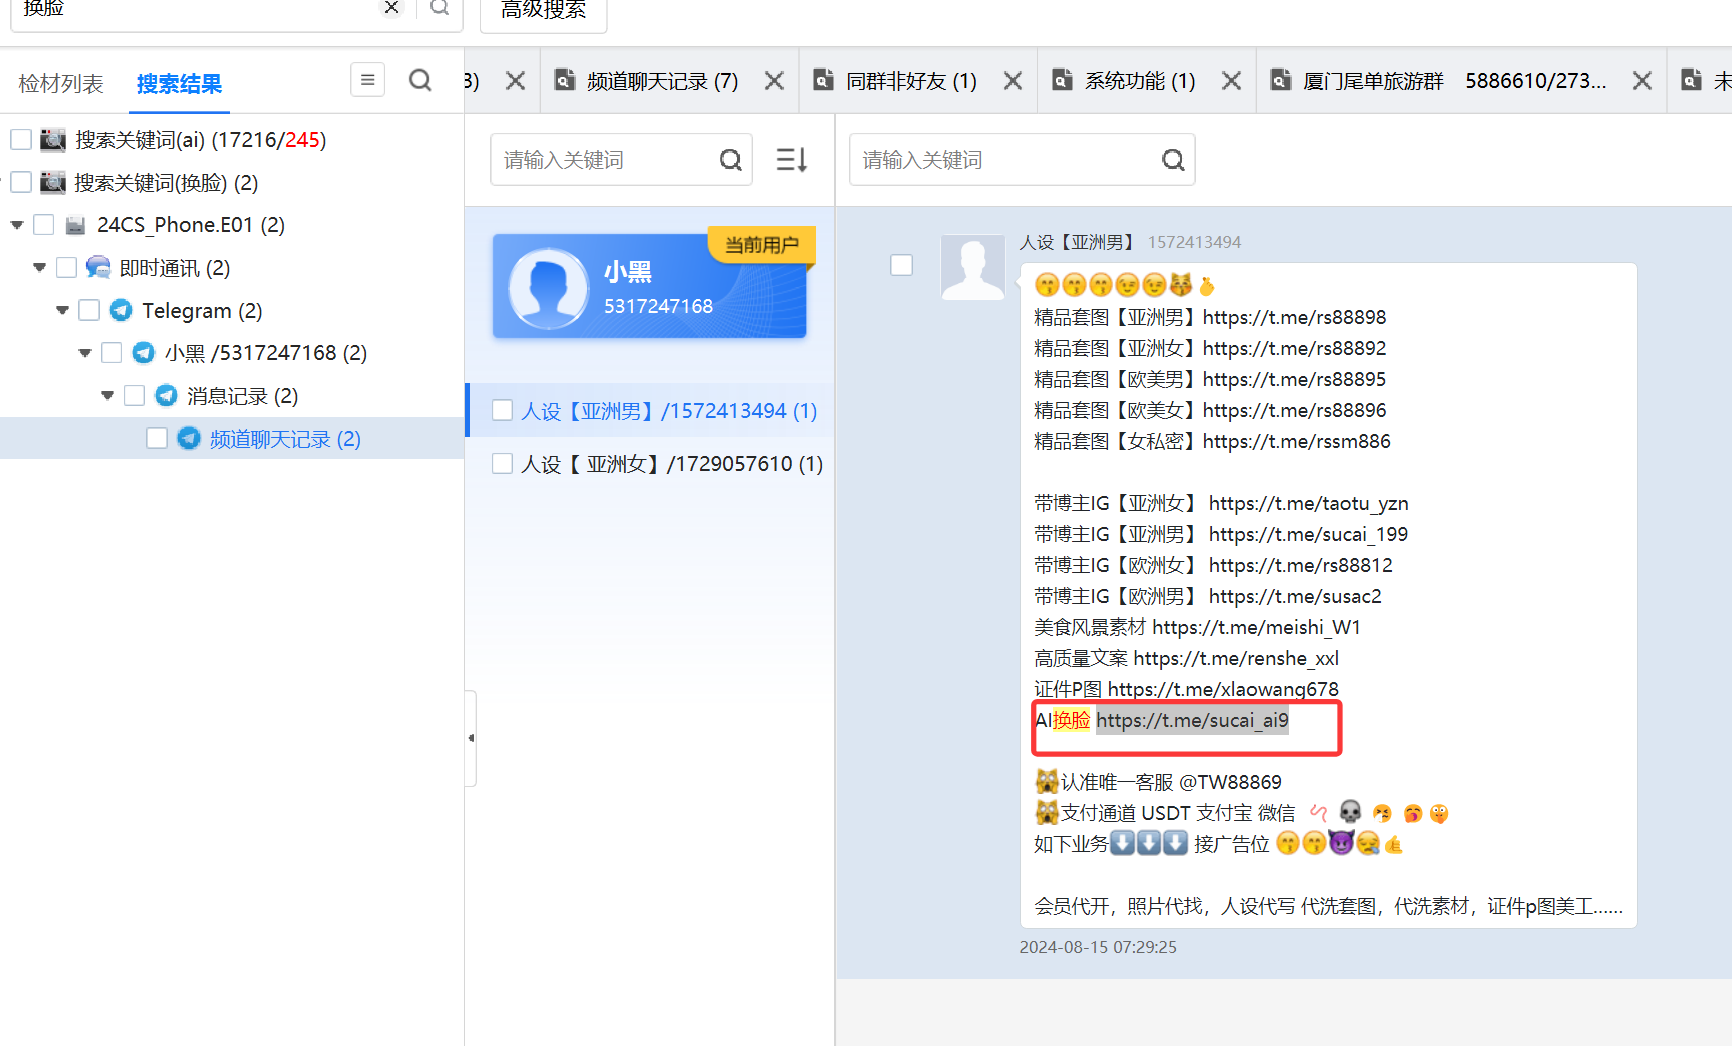 换脸
高级搜索
检材列表
搜索结果
3)
频道聊天记录 (7)
同群非好友 (1)
系统功能 (1)
厦门尾单旅游群 5886610/273...
未
搜索关键词(ai) (17216/245)
搜索关键词(换脸) (2)
24CS_Phone.E01 (2)
即时通讯 (2)
Telegram (2)
小黑 /5317247168 (2)
消息记录 (2)
频道聊天记录 (2)
请输入关键词
当前用户
小黑
5317247168
人设【亚洲男】/1572413494 (1)
人设【 亚洲女】/1729057610 (1)
请输入关键词
人设【亚洲男】 1572413494
精品套图【亚洲男】https://t.me/rs88898
精品套图【亚洲女】https://t.me/rs88892
精品套图【欧美男】https://t.me/rs88895
精品套图【欧美女】https://t.me/rs88896
精品套图【女私密】https://t.me/rssm886
带博主IG【亚洲女】 https://t.me/taotu_yzn
带博主IG【亚洲男】 https://t.me/sucai_199
带博主IG【欧洲女】 https://t.me/rs88812
带博主IG【欧洲男】 https://t.me/susac2
美食风景素材 https://t.me/meishi_W1
高质量文案 https://t.me/renshe_xxl
证件P图 https://t.me/xlaowang678
AI换脸 https://t.me/sucai_ai9
认准唯一客服 @TW88869
支付通道 USDT 支付宝 微信
如下业务⬇️⬇️⬇️ 接广告位
会员代开，照片代找，人设代写 代洗套图，代洗素材，证件p图美工......
2024-08-15 07:29:25